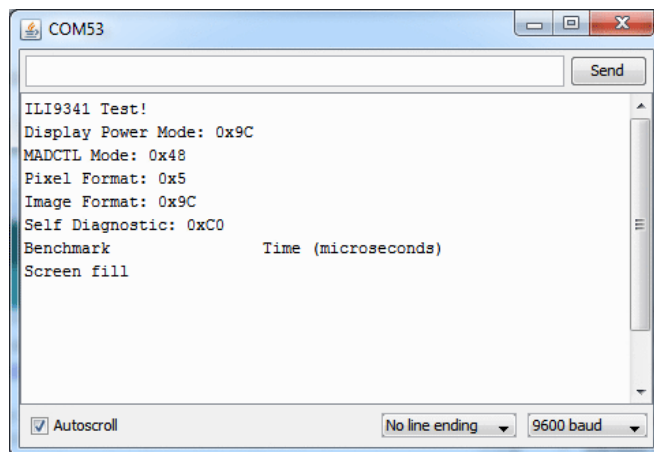 COM53
Send
ILI9341 Test!
Display Power Mode: 0x9C
MADCTL Mode: 0x48
Pixel Format: 0x5
Image Format: 0x9C
Self Diagnostic: 0xC0
Benchmark                Time (microseconds)
Screen fill
Autoscroll
No line ending
9600 baud